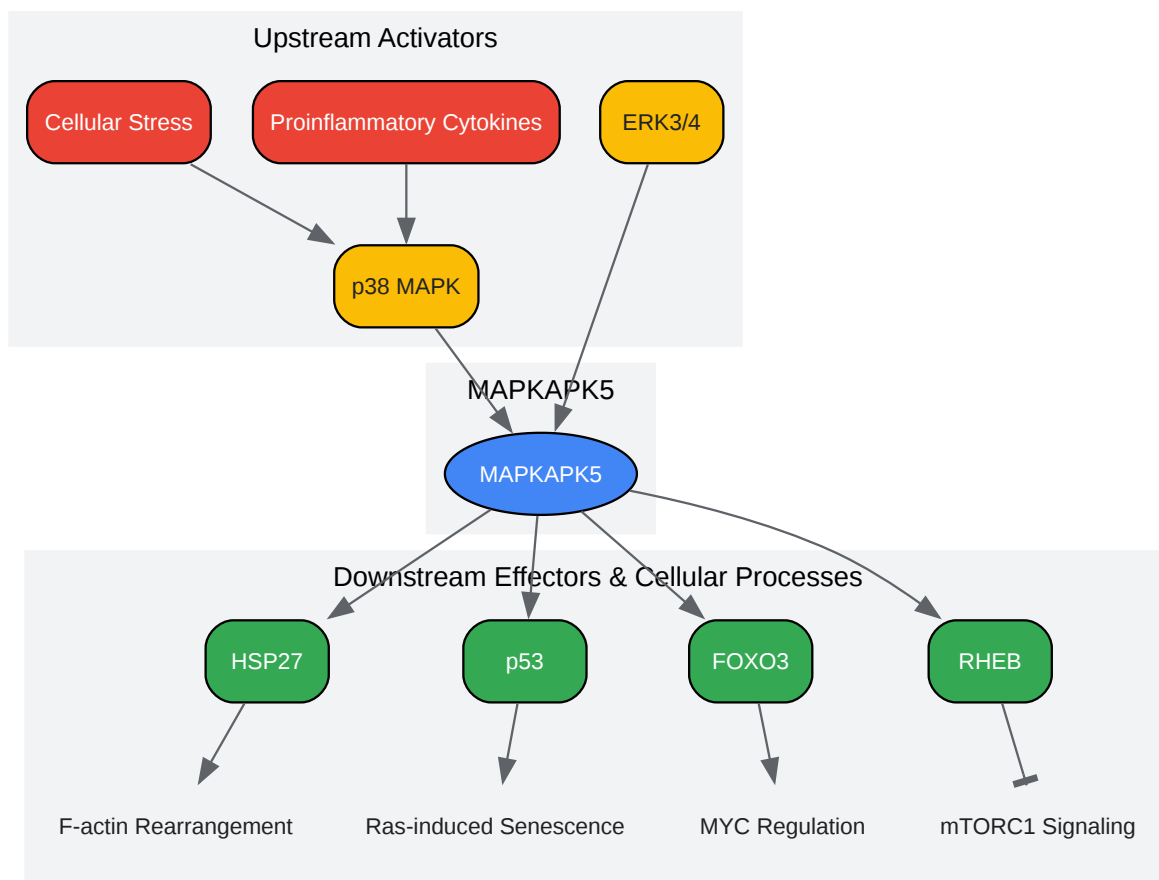 Upstream Activators
Cellular Stress
Proinflammatory Cytokines
ERK3/4
p38 MAPK
MAPKAPK5
MAPKAPK5
Downstream Effectors & Cellular Processes
HSP27
p53
FOXO3
RHEB
F-actin Rearrangement
Ras-induced Senescence
MYC Regulation
mTORC1 Signaling